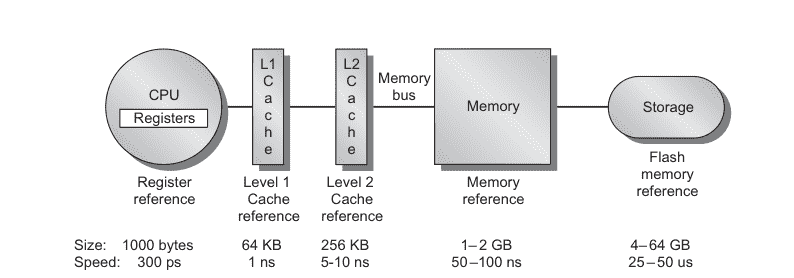 CPU
Registers
L1
Cache
L2
Cache
Memory
bus
Memory
Storage
Register
reference
Level 1
Cache
reference
Level 2
Cache
reference
Memory
reference
Flash
memory
reference
Size: 1000 bytes 64 KB 256 KB 1–2 GB 4–64 GB
Speed: 300 ps 1 ns 5-10 ns 50–100 ns 25–50 us